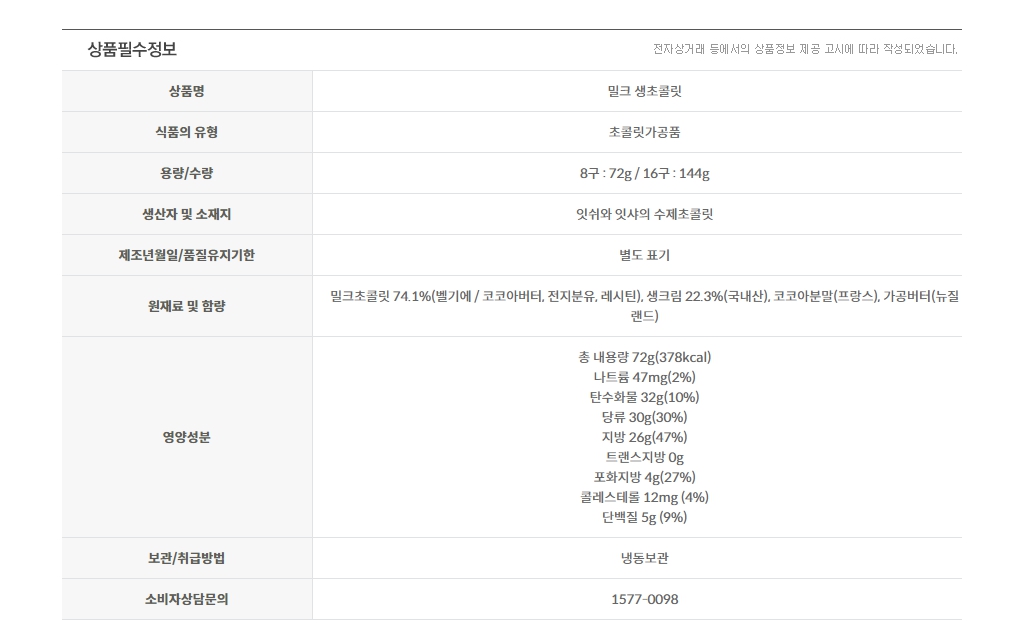 상품필수정보
전자상거래 등에서의 상품정보 제공 고시에 따라 작성되었습니다.
상품명
밀크 생초콜릿
식품의 유형
초콜릿가공품
용량/수량
8구 : 72g / 16구 : 144g
생산자 및 소재지
잇쉬와 잇샤의 수제초콜릿
제조년월일/품질유지기한
별도 표기
원재료 및 함량
밀크초콜릿 74.1%(벨기에 / 코코아버터, 전지분유, 레시틴), 생크림 22.3%(국내산), 코코아분말(프랑스), 가공버터(뉴질
랜드)
영양성분
총 내용량 72g(378kcal)
나트륨 47mg(2%)
탄수화물 32g(10%)
당류 30g(30%)
지방 26g(47%)
트랜스지방 0g
포화지방 4g(27%)
콜레스테롤 12mg (4%)
단백질 5g (9%)
보관/취급방법
냉동보관
소비자상담문의
1577-0098